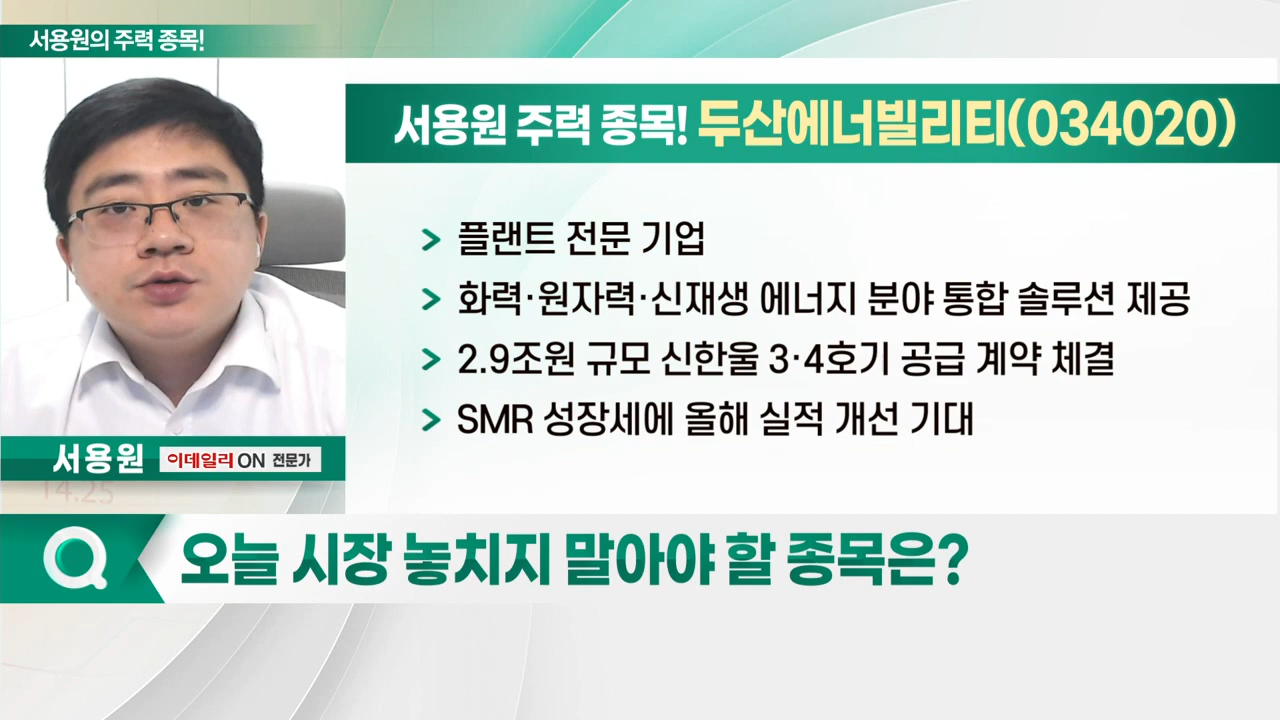 서용원의 주력 종목!
서용원 주력 종목! 두산에너빌리티(034020)
> 플랜트 전문 기업
> 화력·원자력·신재생 에너지 분야 통합 솔루션 제공
> 2.9조원 규모 신한울 3·4호기 공급 계약 체결
> SMR 성장세에 올해 실적 개선 기대
서용원 이데일리 ON 전문가
14.25
오늘 시장 놓치지 말아야 할 종목은?